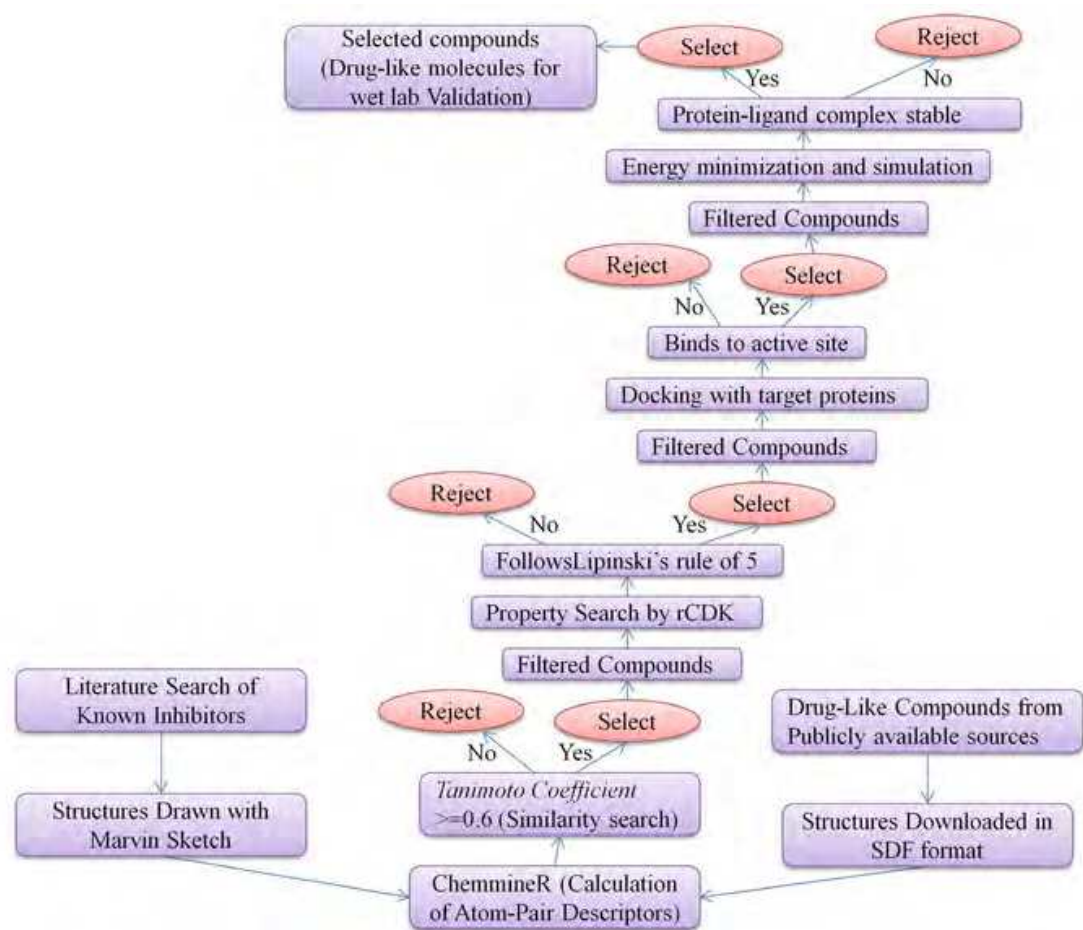 Selected compounds
(Drug-like molecules for
wet lab Validation)
Select
Reject
Yes
No
Protein-ligand complex stable
Energy minimization and simulation
Filtered Compounds
Reject
Select
No
Yes
Binds to active site
Docking with target proteins
Filtered Compounds
Reject
Select
No
Yes
FollowsLipinski's rule of 5
Property Search by rCDK
Filtered Compounds
Literature Search of
Known Inhibitors
Reject
Select
Drug-Like Compounds from
Publicly available sources
No
Yes
Tanimoto Coefficient
>=0.6 (Similarity search)
Structures Drawn with
Marvin Sketch
Structures Downloaded in
SDF format
ChemmineR (Calculation
of Atom-Pair Descriptors)